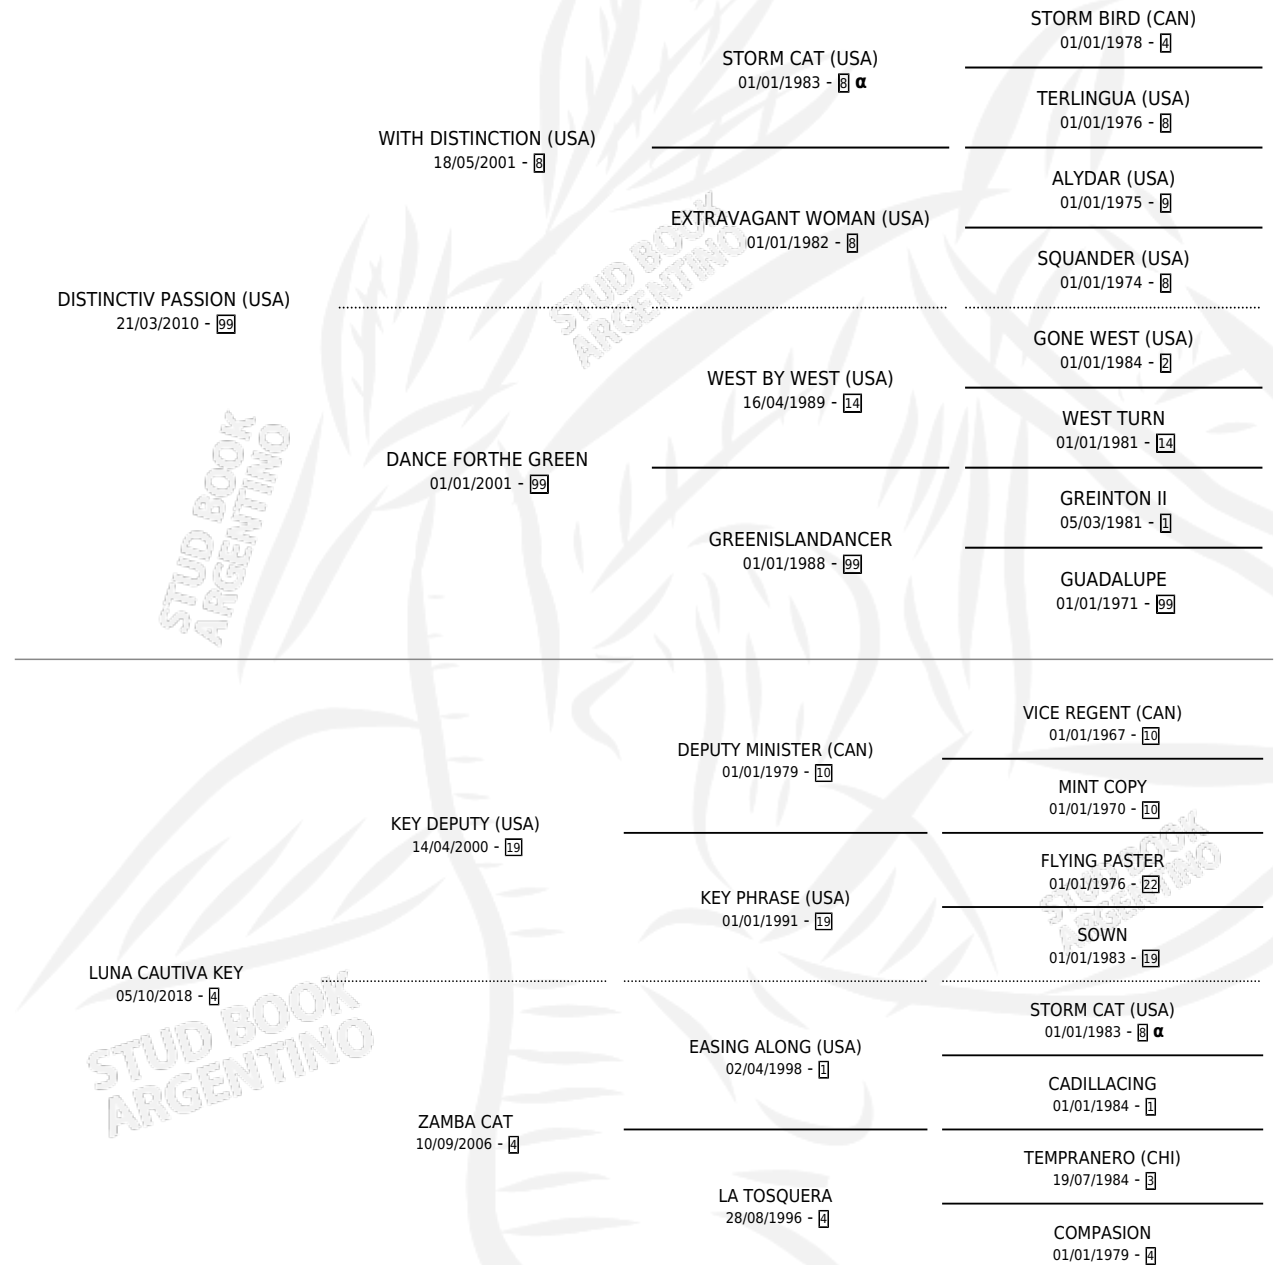 STORM BIRD (CAN)
01/01/1978 - 4
STORM CAT (USA)
01/01/1983 - 8 α
TERLINGUA (USA)
01/01/1976 - 8
WITH DISTINCTION (USA)
18/05/2001 - 8
ALYDAR (USA)
01/01/1975 - 9
EXTRAVAGANT WOMAN (USA)
01/01/1982 - 8
SQUANDER (USA)
01/01/1974 - 8
DISTINCTIV PASSION (USA)
21/03/2010 - 99
GONE WEST (USA)
01/01/1984 - 2
WEST BY WEST (USA)
16/04/1989 - 14
WEST TURN
01/01/1981 - 14
DANCE FORTHE GREEN
01/01/2001 - 99
GREINTON II
05/03/1981 - 1
GREENISLANDANCER
01/01/1988 - 99
GUADALUPE
01/01/1971 - 99
VICE REGENT (CAN)
01/01/1967 - 10
DEPUTY MINISTER (CAN)
01/01/1979 - 10
MINT COPY
01/01/1970 - 10
KEY DEPUTY (USA)
14/04/2000 - 19
FLYING PASTER
01/01/1976 - 22
KEY PHRASE (USA)
01/01/1991 - 19
SOWN
01/01/1983 - 19
LUNA CAUTIVA KEY
05/10/2018 - 4
STORM CAT (USA)
01/01/1983 - 8 α
EASING ALONG (USA)
02/04/1998 - 1
CADILLACING
01/01/1984 - 1
ZAMBA CAT
10/09/2006 - 4
TEMPRANERO (CHI)
19/07/1984 - 3
LA TOSQUERA
28/08/1996 - 4
COMPASION
01/01/1979 - 4
STUD BOOK
ARGENTINO
STUD BOOK
ARGENTINO
STUD BOOK
ARGENTINO
STUD BOOK
ARGENTINO